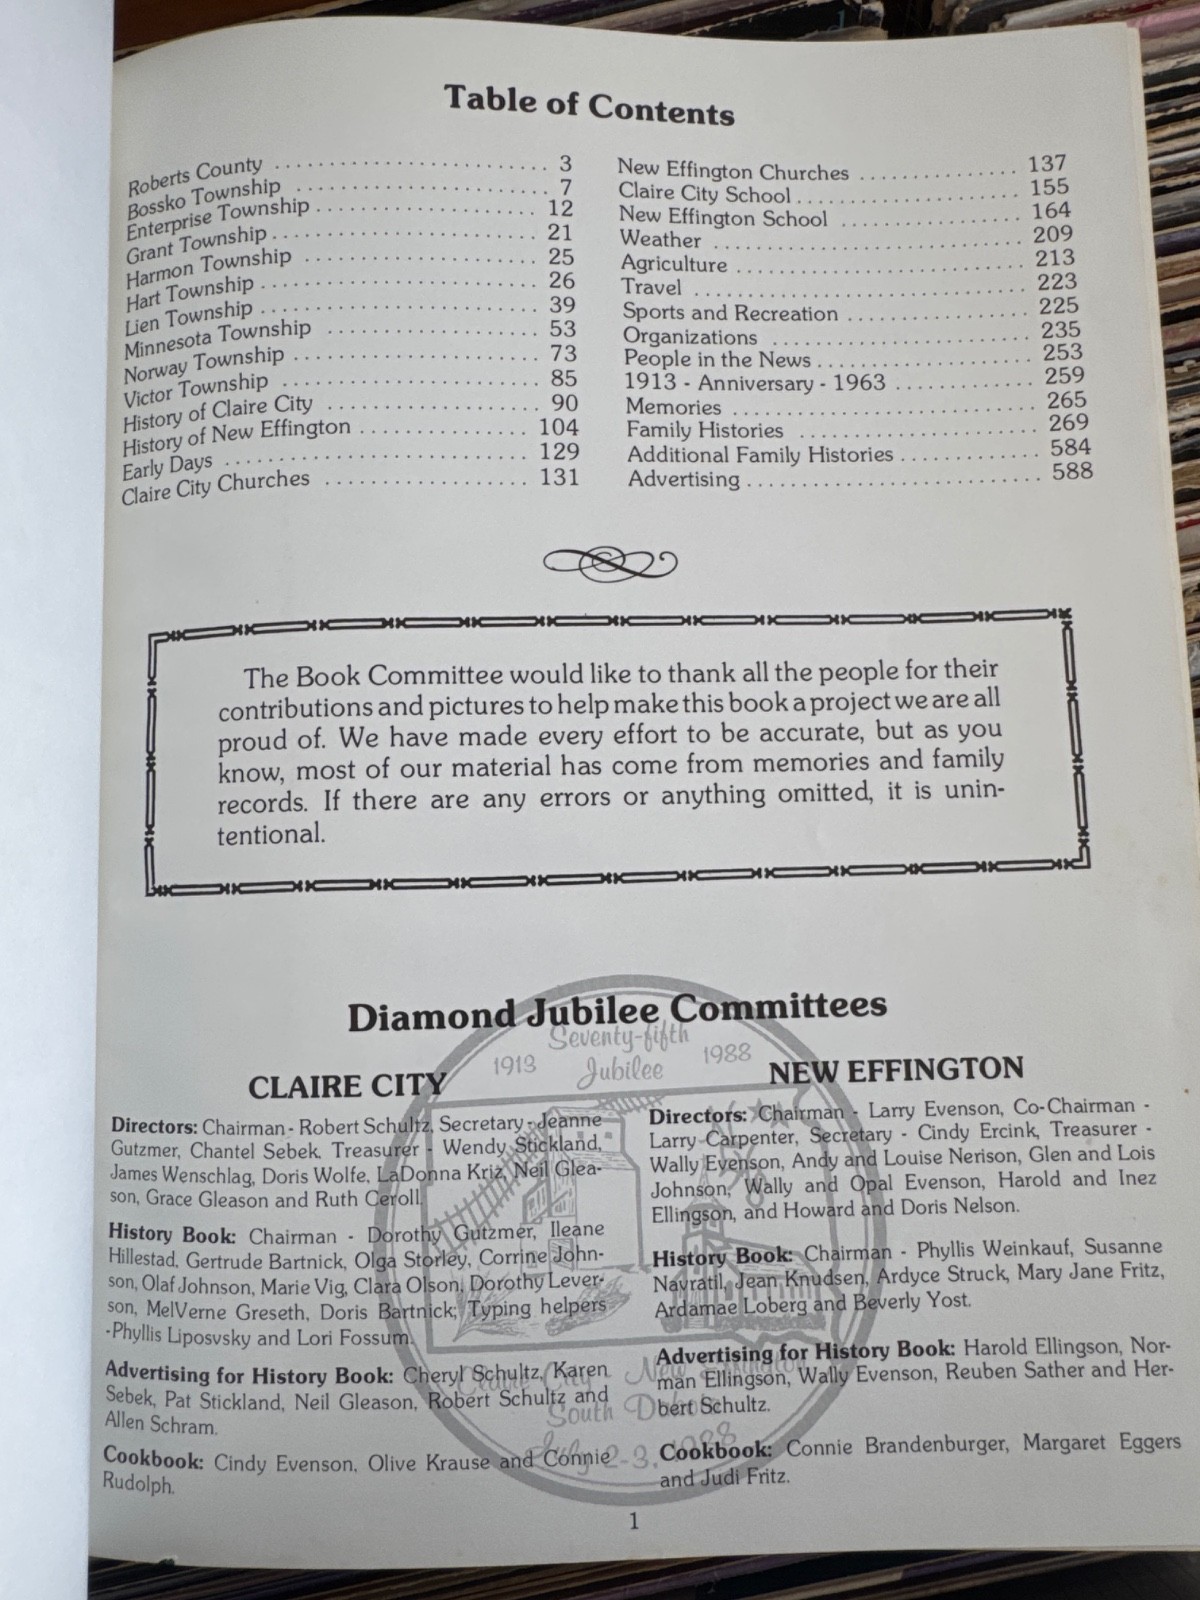 Table of Contents
Roberts County ........................ 3
Bossko Township ...................... 7
Enterprise Township ................... 12
Grant Township ....................... 21
Harmon Township .................... 25
Hart Township ........................ 26
Lien Township ........................ 39
Minnesota Township .................. 53
Norway Township ..................... 73
Victor Township ...................... 85
History of Claire City .................. 90
History of New Effington .............. 104
Early Days .......................... 129
Claire City Churches .................. 131
New Effington Churches .............. 137
Claire City School .................... 155
New Effington School ................ 164
Weather ........................... 209
Agriculture ......................... 213
Travel ............................. 223
Sports and Recreation ................ 225
Organizations ....................... 235
People in the News ................... 253
1913 - Anniversary - 1963 ............ 259
Memories .......................... 265
Family Histories ..................... 269
Additional Family Histories ............ 584
Advertising ......................... 588
The Book Committee would like to thank all the people for their
contributions and pictures to help make this book a project we are all
proud of. We have made every effort to be accurate, but as you
know, most of our material has come from memories and family
records. If there are any errors or anything omitted, it is unin-
tentional.
Diamond Jubilee Committees
Seventy-fifth
1913 Jubilee 1988
CLAIRE CITY
Directors: Chairman - Robert Schultz, Secretary - Jeanne
Gutzmer, Chantel Sebek. Treasurer - Wendy Stickland,
James Wenschlag, Doris Wolfe, LaDonna Kriz, Neil Glea-
son, Grace Gleason and Ruth Ceroll.
History Book: Chairman - Dorothy Gutzmer, Ileane
Hillestad, Gertrude Bartnick, Olga Storley, Corrine John-
son, Olaf Johnson, Marie Vig, Clara Olson, Dorothy Lever-
son, MelVerne Greseth, Doris Bartnick; Typing helpers
-Phyllis Liposvsky and Lori Fossum.
Advertising for History Book: Cheryl Schultz, Karen
Sebek, Pat Stickland, Neil Gleason, Robert Schultz and
Allen Schram.
Cookbook: Cindy Evenson, Olive Krause and Connie
Rudolph.
NEW EFFINGTON
Directors: Chairman - Larry Evenson, Co-Chairman -
Larry Carpenter, Secretary - Cindy Ercink, Treasurer -
Wally Evenson, Andy and Louise Nerison, Glen and Lois
Johnson, Wally and Opal Evenson, Harold and Inez
Ellingson, and Howard and Doris Nelson.
History Book: Chairman - Phyllis Weinkauf, Susanne
Navratil, Jean Knudsen, Ardyce Struck, Mary Jane Fritz,
Ardamae Loberg and Beverly Yost.
Advertising for History Book: Harold Ellingson, Nor-
man Ellingson, Wally Evenson, Reuben Sather and Her-
bert Schultz.
Cookbook: Connie Brandenburger, Margaret Eggers
and Judi Fritz.
Claire City New Effington
South Dakota
July 2-3, 1988
1